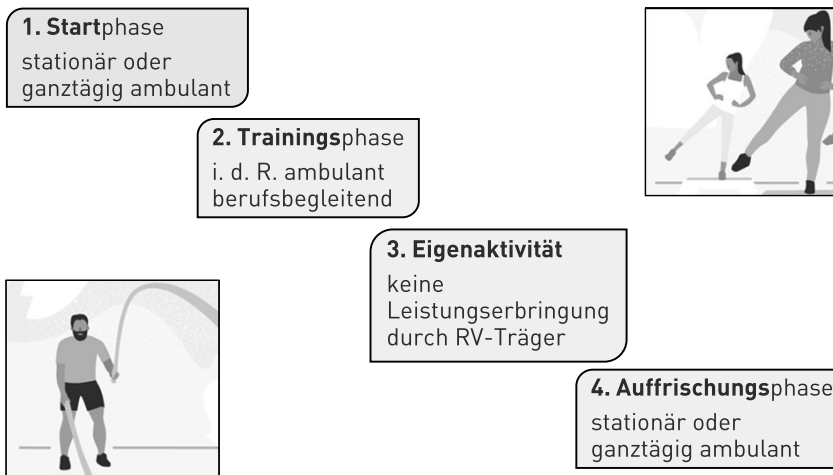 1. Startphase
stationär oder
ganztägig ambulant
2. Trainingsphase
i. d. R. ambulant
berufsbegleitend
3. Eigenaktivität
keine
Leistungserbringung
durch RV-Träger
4. Auffrischungsphase
stationär oder
ganztägig ambulant